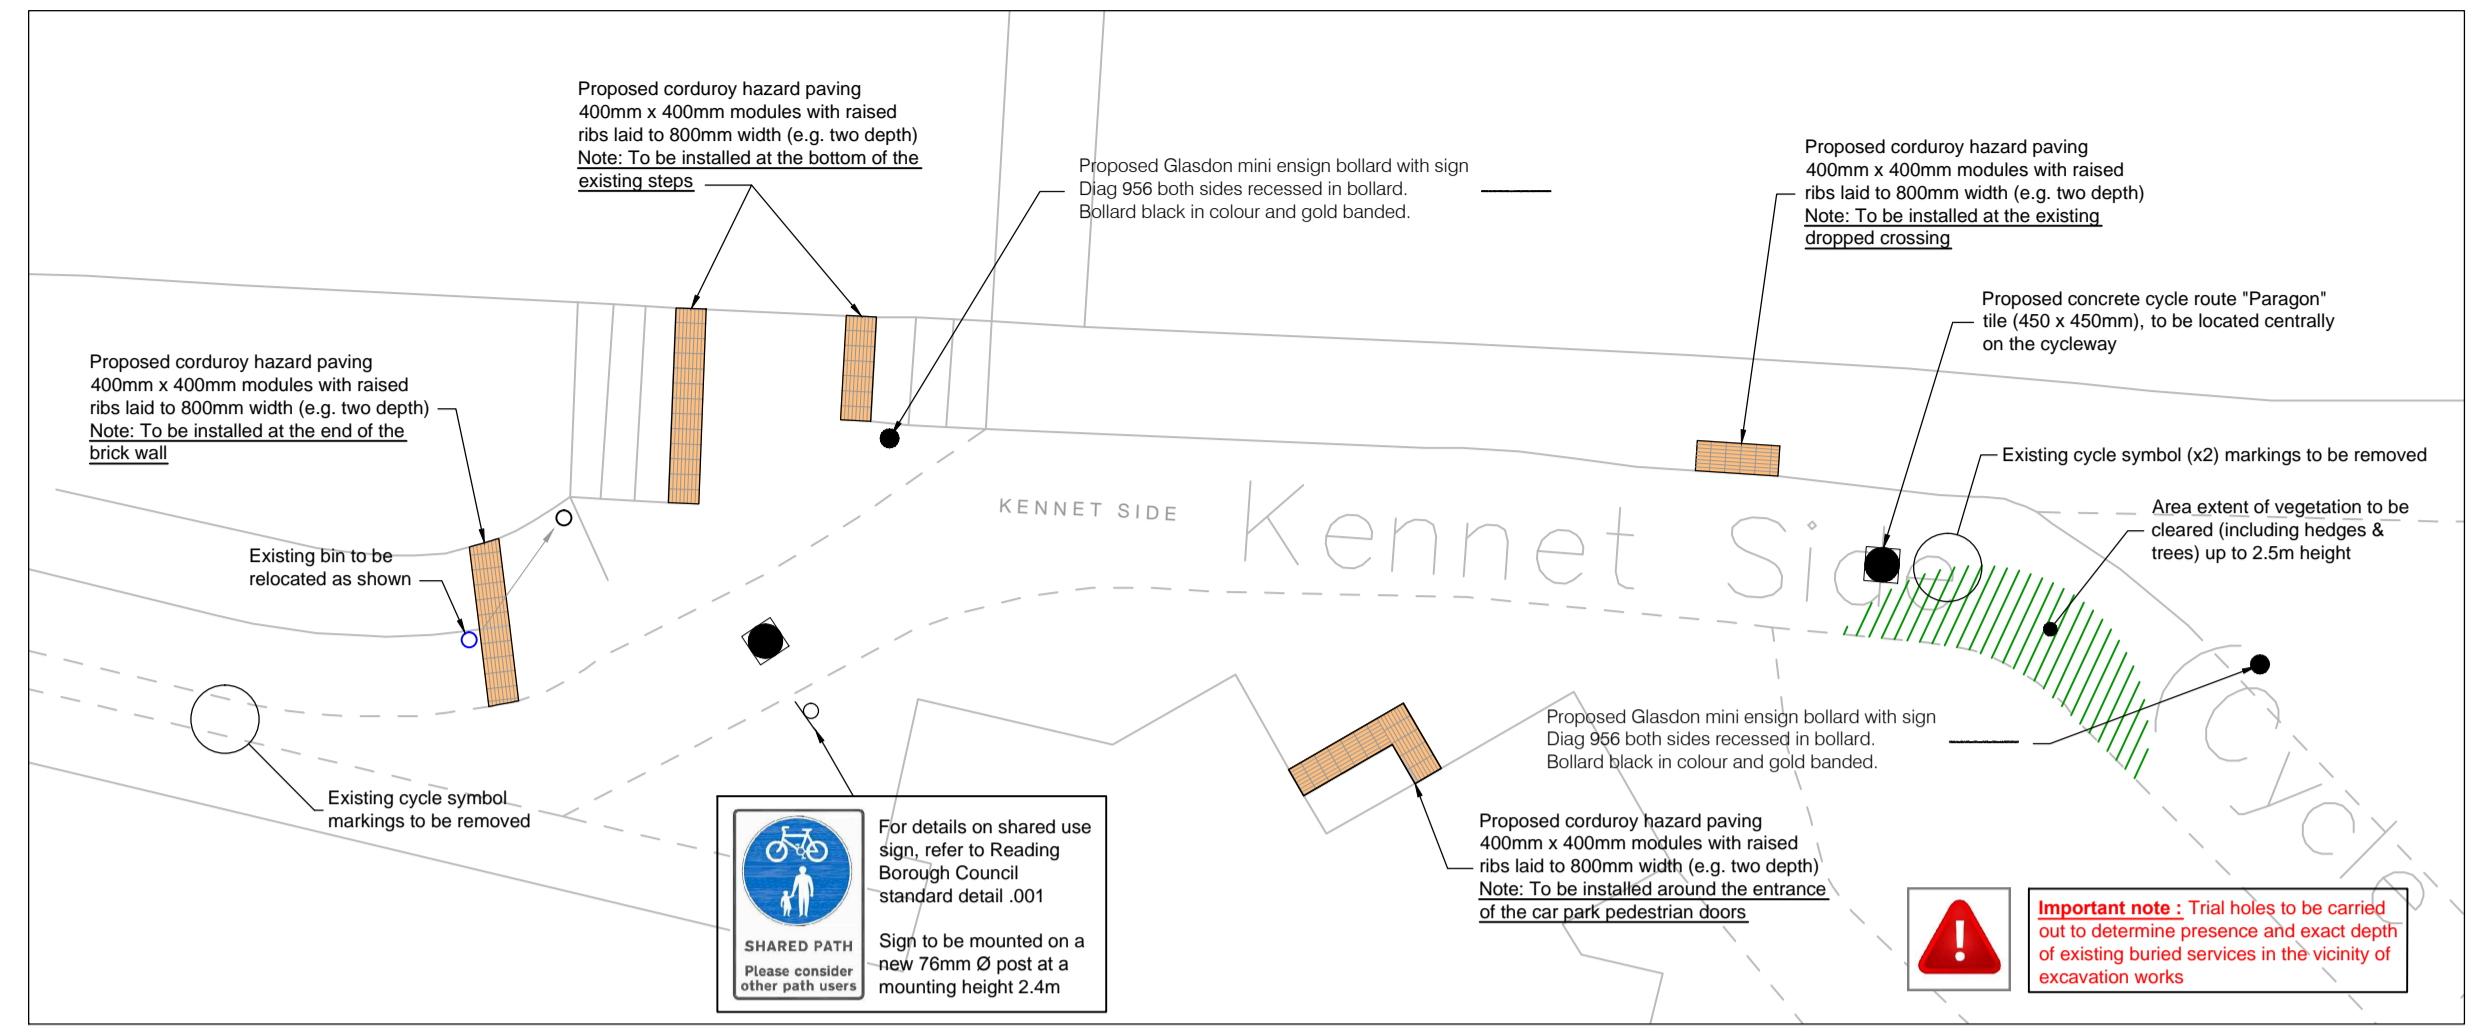 Proposed corduroy hazard paving
400mm x 400mm modules with raised
ribs laid to 800mm width (e.g. two depth)
Note: To be installed at the bottom of the
existing steps
Proposed Glasdon mini ensign bollard with sign
Diag 956 both sides recessed in bollard.
Bollard black in colour and gold banded.
Proposed corduroy hazard paving
400mm x 400mm modules with raised
ribs laid to 800mm width (e.g. two depth)
Note: To be installed at the existing
dropped crossing
Proposed concrete cycle route "Paragon"
tile (450 x 450mm), to be located centrally
on the cycleway
Proposed corduroy hazard paving
400mm x 400mm modules with raised
ribs laid to 800mm width (e.g. two depth)
Note: To be installed at the end of the
brick wall
Existing cycle symbol (x2) markings to be removed
Area extent of vegetation to be
cleared (including hedges &
trees) up to 2.5m height
KENNET SIDE
Kennet Side
(Cycle
Existing bin to be
relocated as shown
Existing cycle symbol
markings to be removed
Proposed Glasdon mini ensign bollard with sign
Diag 956 both sides recessed in bollard.
Bollard black in colour and gold banded.
Proposed corduroy hazard paving
400mm x 400mm modules with raised
ribs laid to 800mm width (e.g. two depth)
Note: To be installed around the entrance
of the car park pedestrian doors
SHARED PATH
Please consider
other path users
For details on shared use
sign, refer to Reading
Borough Council
standard detail .001
Sign to be mounted on a
new 76mm Ø post at a
mounting height 2.4m
!
Important note : Trial holes to be carried
out to determine presence and exact depth
of existing buried services in the vicinity of
excavation works